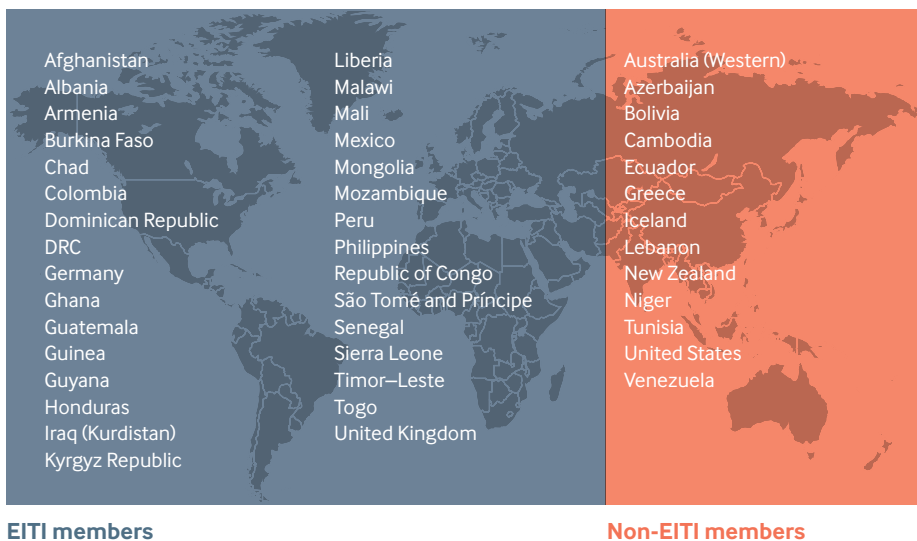 Afghanistan
Albania
Armenia
Burkina Faso
Chad
Colombia
Dominican Republic
DRC
Germany
Ghana
Guatemala
Guinea
Guyana
Honduras
Iraq (Kurdistan)
Kyrgyz Republic
Liberia
Malawi
Mali
Mexico
Mongolia
Mozambique
Peru
Philippines
Republic of Congo
São Tomé and Príncipe
Senegal
Sierra Leone
Timor–Leste
Togo
United Kingdom
Australia (Western)
Azerbaijan
Bolivia
Cambodia
Ecuador
Greece
Iceland
Lebanon
New Zealand
Niger
Tunisia
United States
Venezuela
EITI members
Non-EITI members